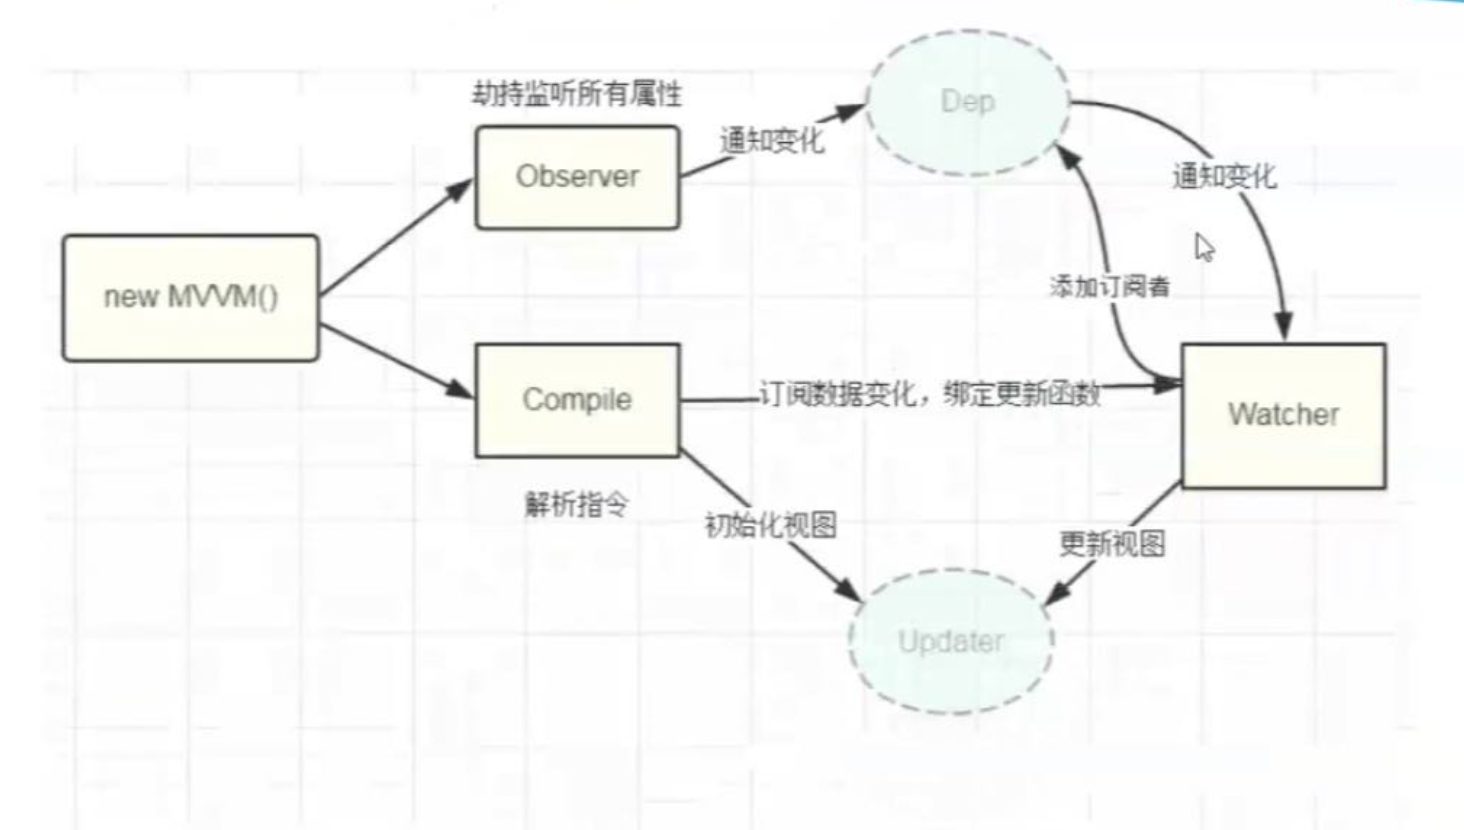 劫持监听所有属性
Dep
通知变化
Observer
通知变化
new MVVM()
添加订阅者
Compile
订阅数据变化，绑定更新函数
Watcher
解析指令
初始化视图
更新视图
Updater